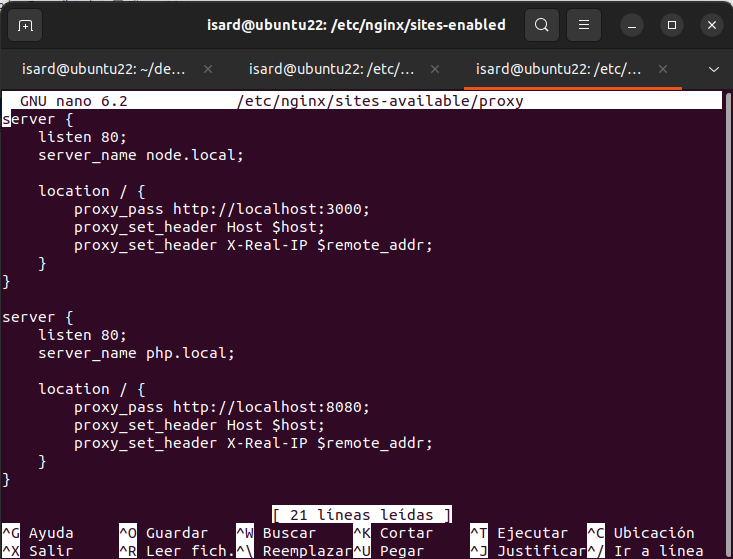 isard@ubuntu22: /etc/nginx/sites-enabled
isard@ubuntu22: ~/de...
isard@ubuntu22: /etc/...
isard@ubuntu22: /etc/...
GNU nano 6.2 /etc/nginx/sites-available/proxy
server {
    listen 80;
    server_name node.local;

    location / {
        proxy_pass http://localhost:3000;
        proxy_set_header Host $host;
        proxy_set_header X-Real-IP $remote_addr;
    }
}

server {
    listen 80;
    server_name php.local;

    location / {
        proxy_pass http://localhost:8080;
        proxy_set_header Host $host;
        proxy_set_header X-Real-IP $remote_addr;
    }
}

[ 21 líneas leídas ]
^G Ayuda ^O Guardar ^W Buscar ^K Cortar ^T Ejecutar ^C Ubicación
^X Salir ^R Leer fich. ^\ Reemplazar ^U Pegar ^J Justificar ^/ Ir a línea